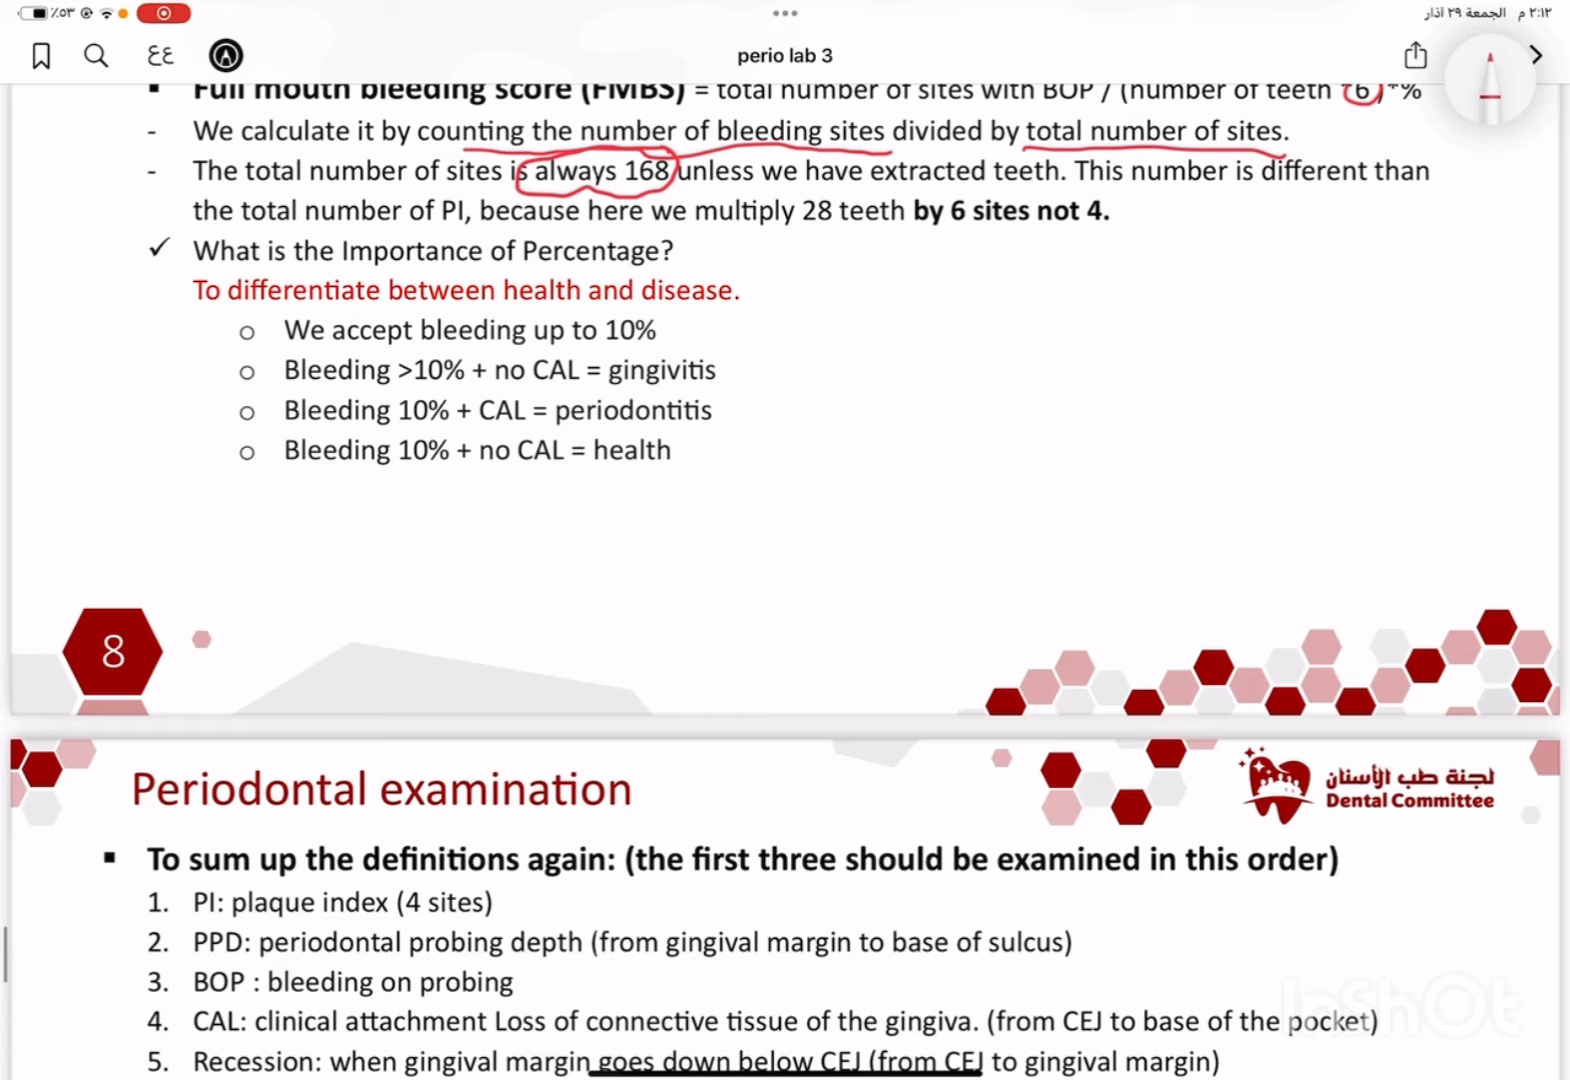 ٪٥٣
٢:١٢ م الجمعة ٢٩ آذار
عع
perio lab 3
▪ Full mouth bleeding score (FMBS) = total number of sites with BOP / (number of teeth *6)*%
- We calculate it by counting the number of bleeding sites divided by total number of sites.
- The total number of sites is always 168 unless we have extracted teeth. This number is different than
the total number of PI, because here we multiply 28 teeth by 6 sites not 4.
✓ What is the Importance of Percentage?
To differentiate between health and disease.
o We accept bleeding up to 10%
o Bleeding >10% + no CAL = gingivitis
o Bleeding 10% + CAL = periodontitis
o Bleeding 10% + no CAL = health
8
Periodontal examination
لجنة طب الأسنان
Dental Committee
▪ To sum up the definitions again: (the first three should be examined in this order)
1. PI: plaque index (4 sites)
2. PPD: periodontal probing depth (from gingival margin to base of sulcus)
3. BOP : bleeding on probing
4. CAL: clinical attachment Loss of connective tissue of the gingiva. (from CEJ to base of the pocket)
5. Recession: when gingival margin goes down below CEJ (from CEJ to gingival margin)
InShOt